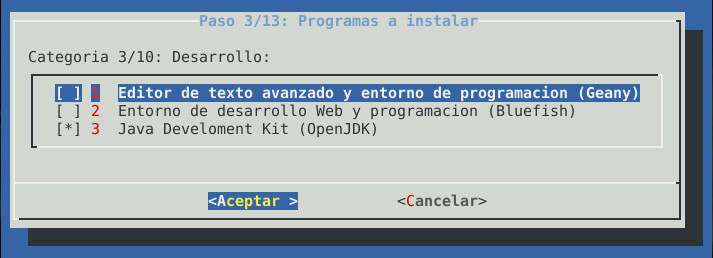 Paso 3/13: Programas a instalar
Categoria 3/10: Desarrollo:
[ ] 1 Editor de texto avanzado y entorno de programacion (Geany)
[ ] 2 Entorno de desarrollo Web y programacion (Bluefish)
[*] 3 Java Develoment Kit (OpenJDK)
<Aceptar > <Cancelar>